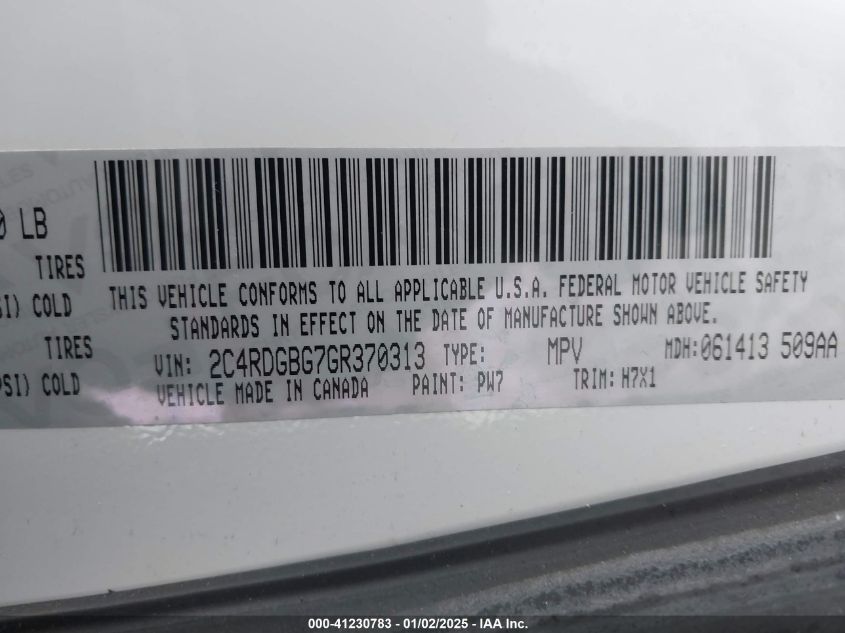 0 LB
TIRES
SI) COLD
TIRES
PSI) COLD
THIS VEHICLE CONFORMS TO ALL APPLICABLE U.S.A. FEDERAL MOTOR VEHICLE SAFETY
STANDARDS IN EFFECT ON THE DATE OF MANUFACTURE SHOWN ABOVE.
VIN: 2C4RDGBG7GR370313 TYPE: MPV MDH:061413 509AA
VEHICLE MADE IN CANADA PAINT: PW7 TRIM: H7X1
000-41230783 - 01/02/2025 - IAA Inc.